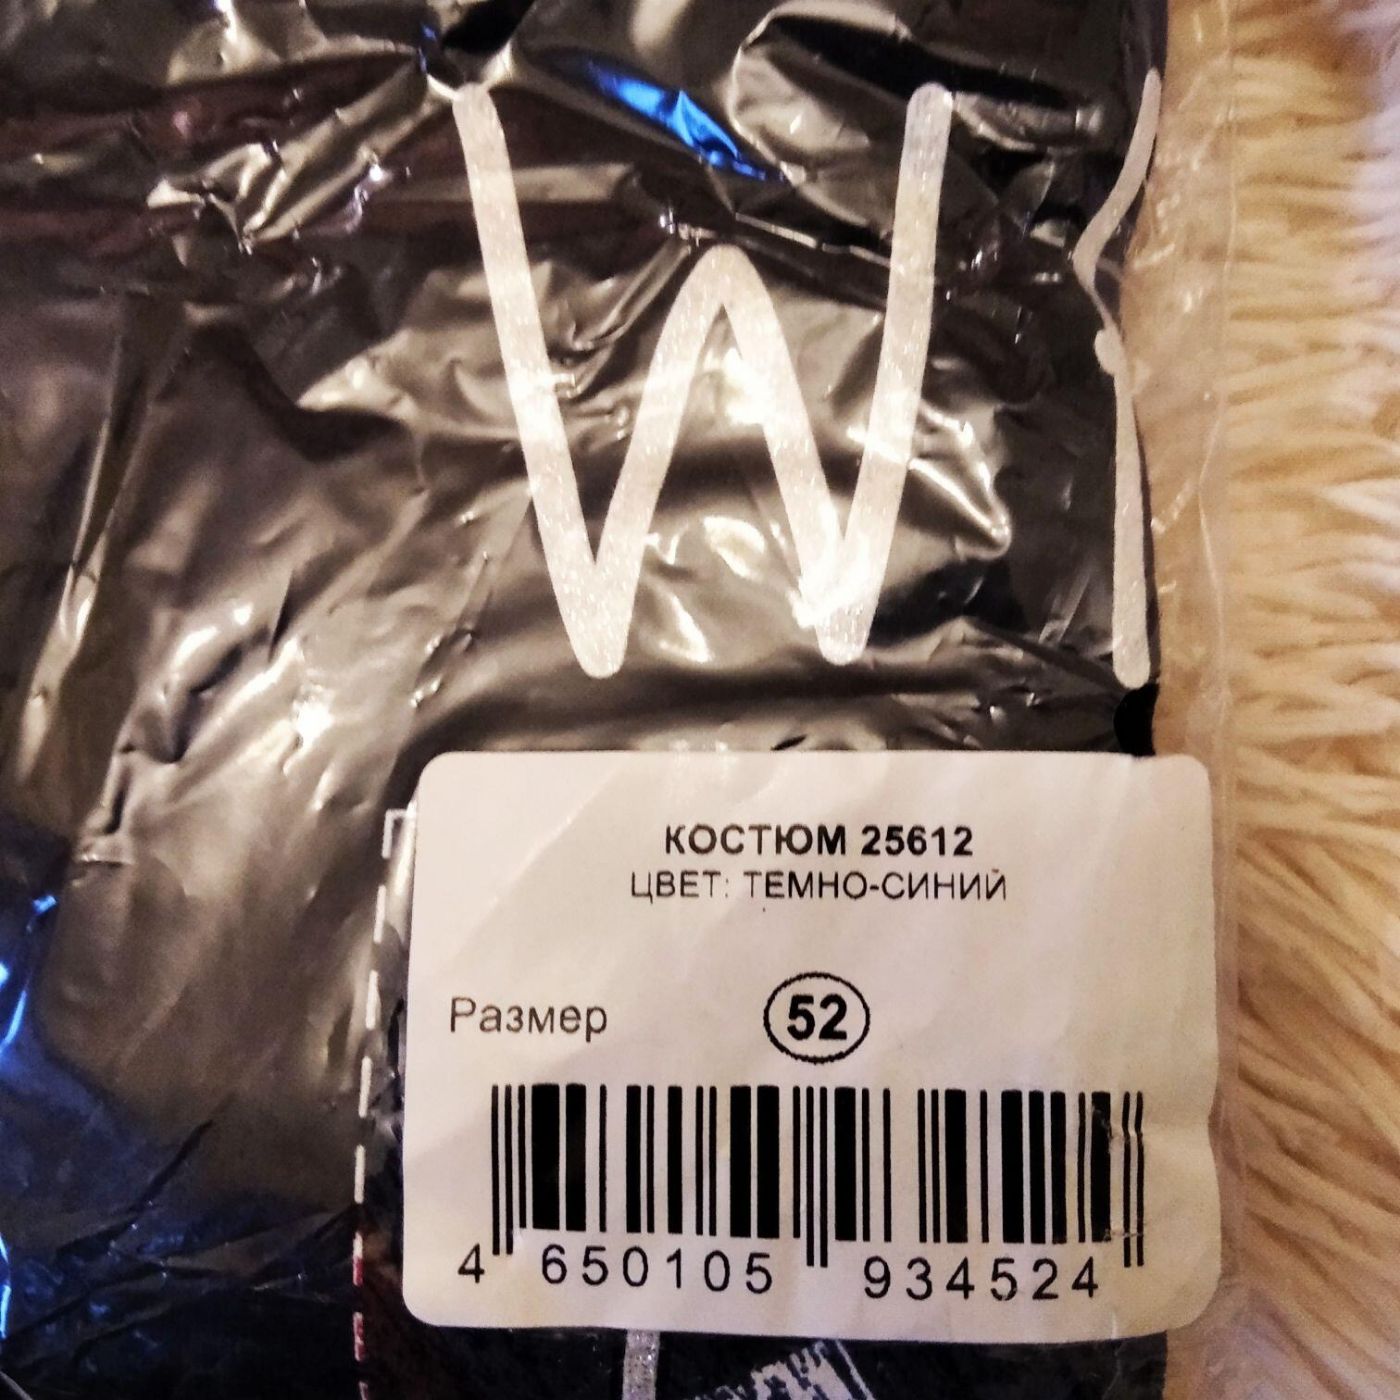 W
КОСТЮМ 25612
ЦВЕТ: ТЕМНО-СИНИЙ
Размер 52
4 650105 934524